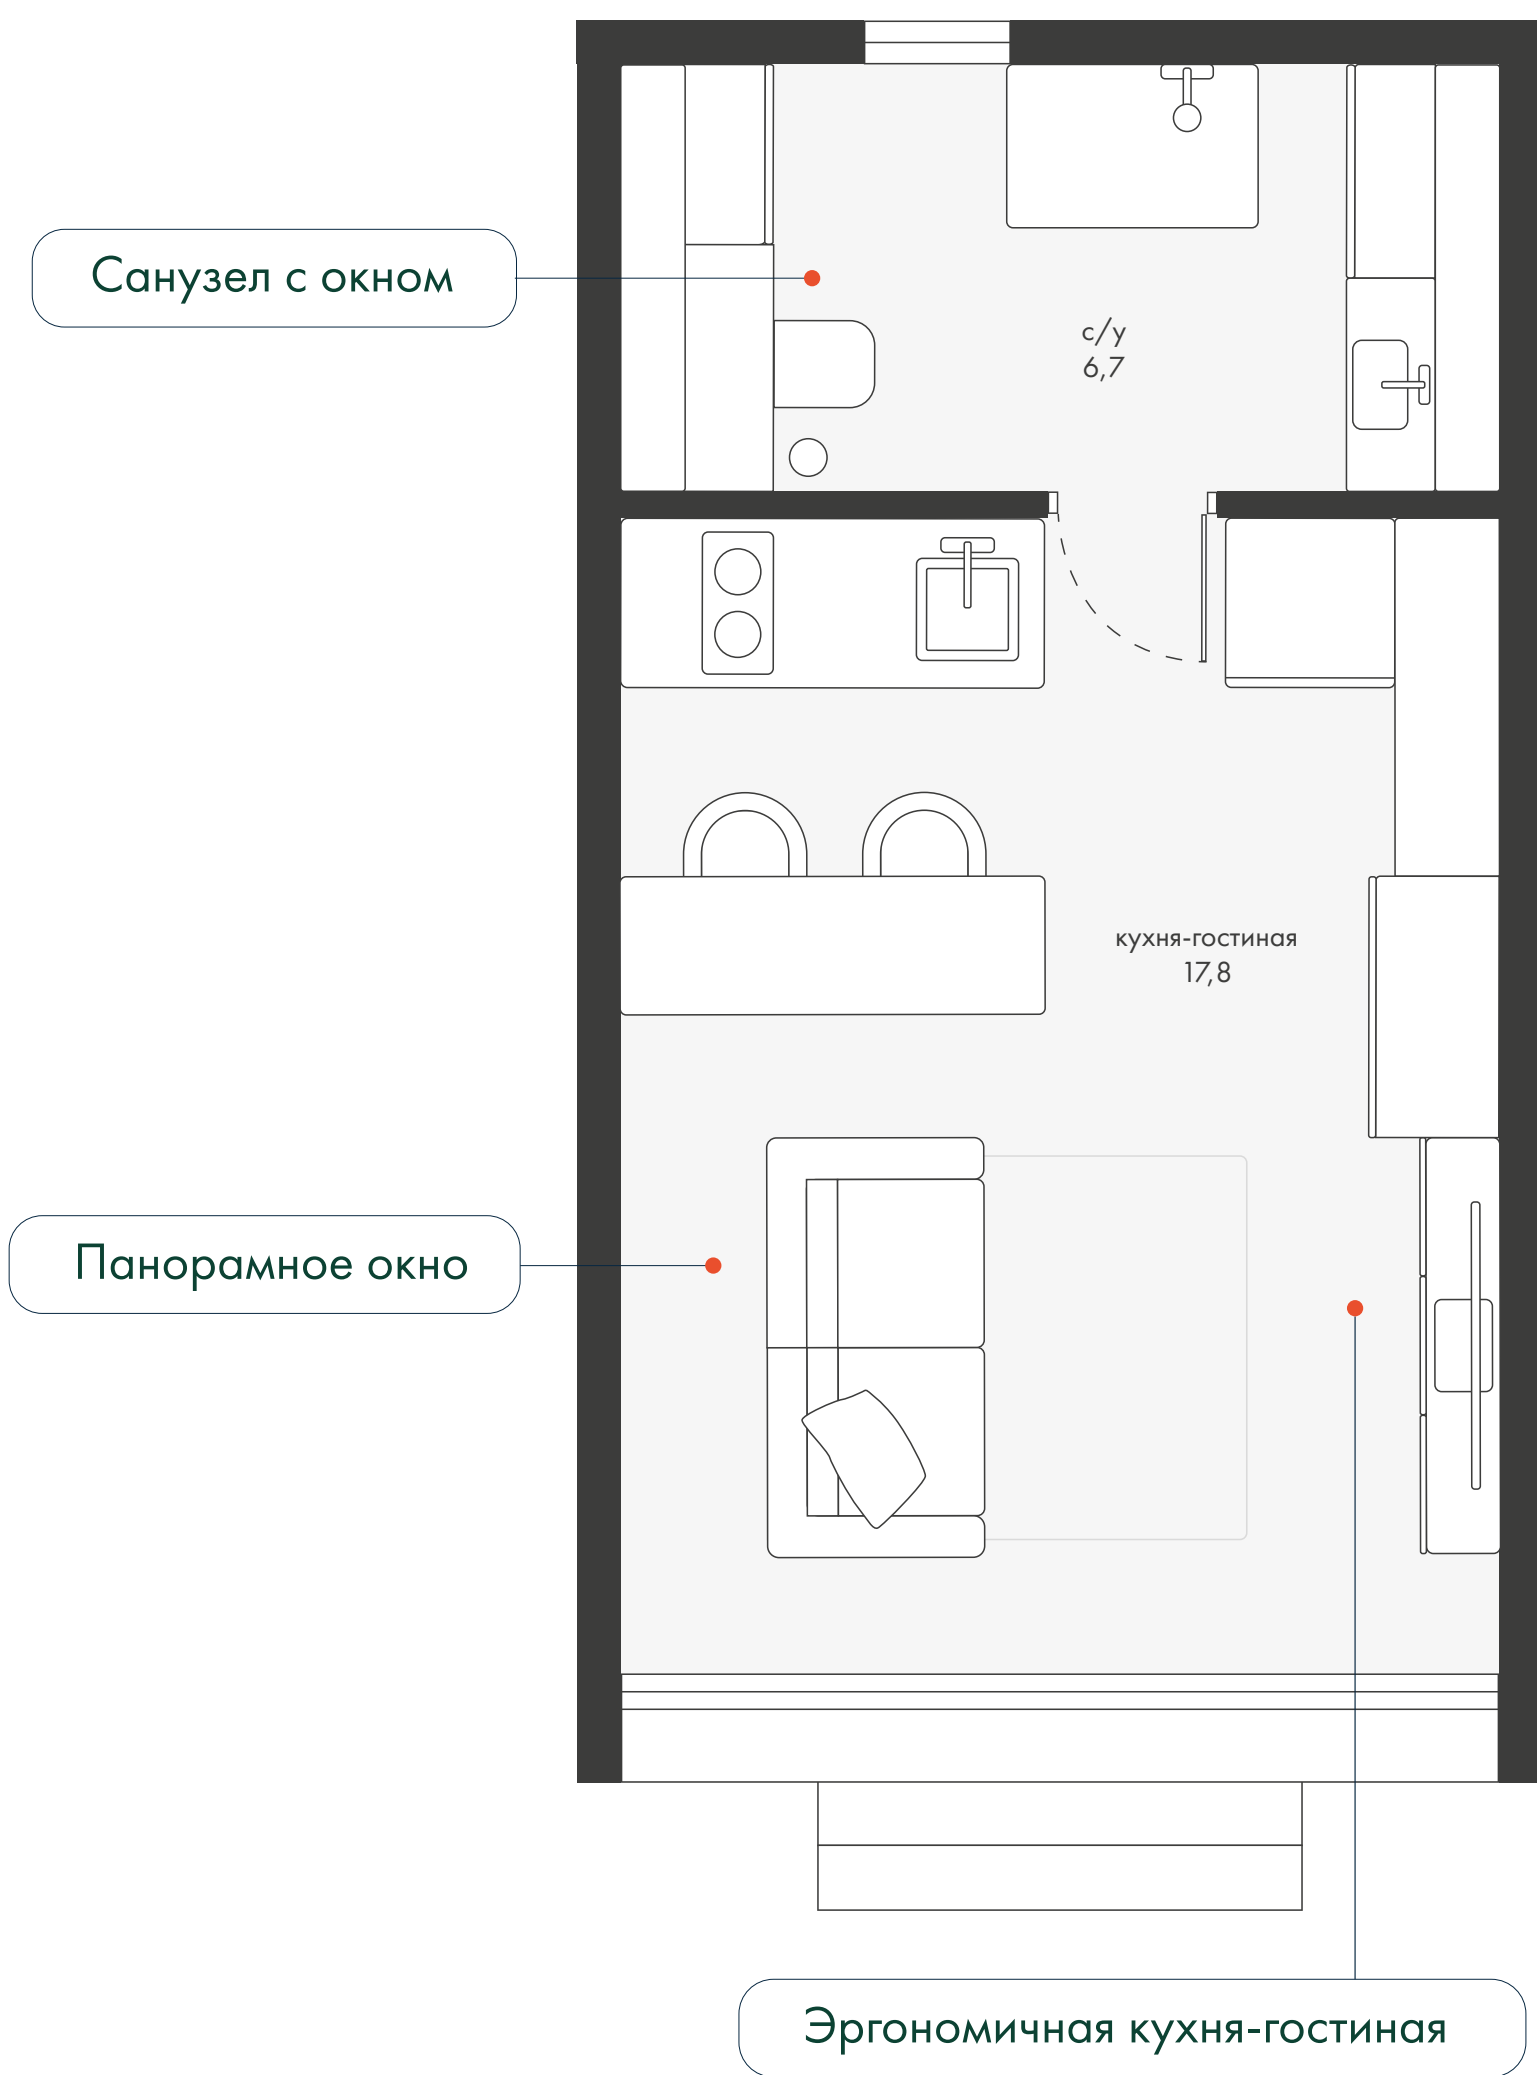 Санузел с окном
с/у
6,7
кухня-гостиная
17,8
Панорамное окно
Эргономичная кухня-гостиная